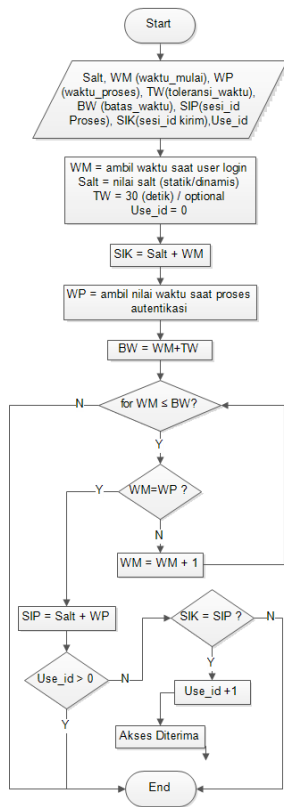 Start
Salt, WM (waktu_mulai), WP
(waktu_proses), TW(toleransi_waktu),
BW (batas_waktu), SIP(sesi_id
Proses), SIK(sesi_id kirim),Use_id
WM = ambil waktu saat user login
Salt = nilai salt (statik/dinamis)
TW = 30 (detik) / optional
Use_id = 0
SIK = Salt + WM
WP = ambil nilai waktu saat proses
autentikasi
BW = WM+TW
N
for WM ≤ BW?
Y
Y
WM=WP ?
N
WM = WM + 1
SIP = Salt + WP
SIK = SIP ?
N
Use_id > 0
N
Y
Use_id +1
Y
Akses Diterima
End